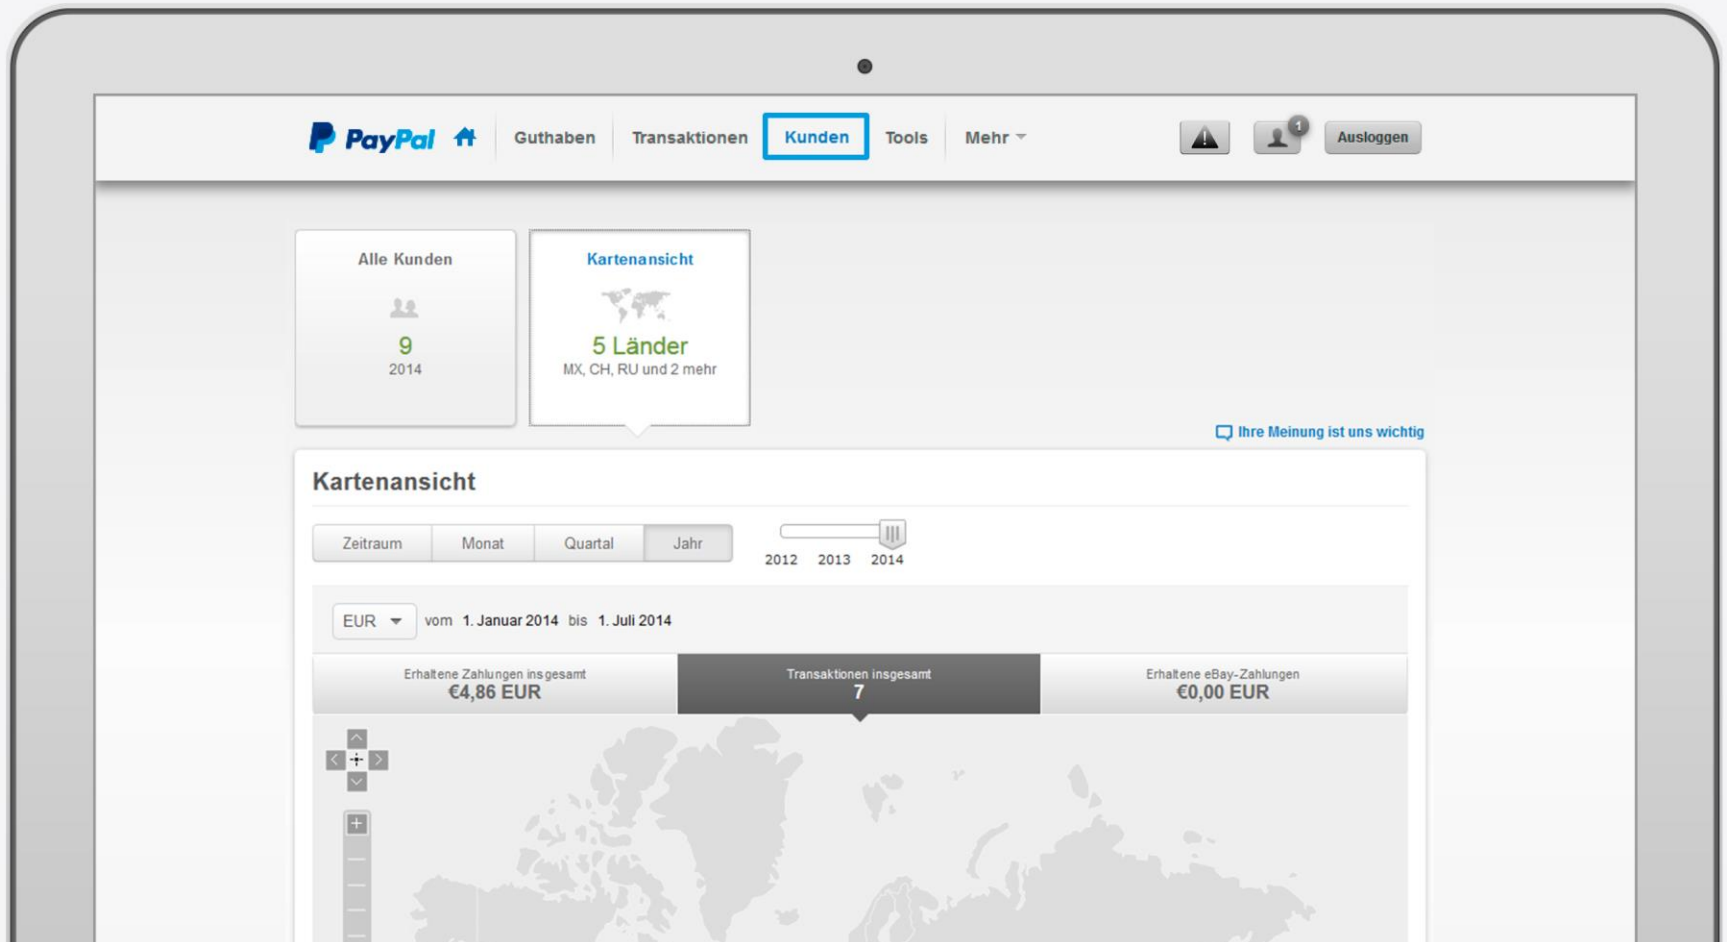 PayPal
Guthaben
Transaktionen
Kunden
Tools
Mehr
1
Ausloggen
Alle Kunden
9
2014
Kartenansicht
5 Länder
MX, CH, RU und 2 mehr
Ihre Meinung ist uns wichtig
Kartenansicht
Zeitraum
Monat
Quartal
Jahr
2012 2013 2014
EUR vom 1. Januar 2014 bis 1. Juli 2014
Erhaltene Zahlungen insgesamt
€4,86 EUR
Transaktionen insgesamt
7
Erhaltene eBay-Zahlungen
€0,00 EUR